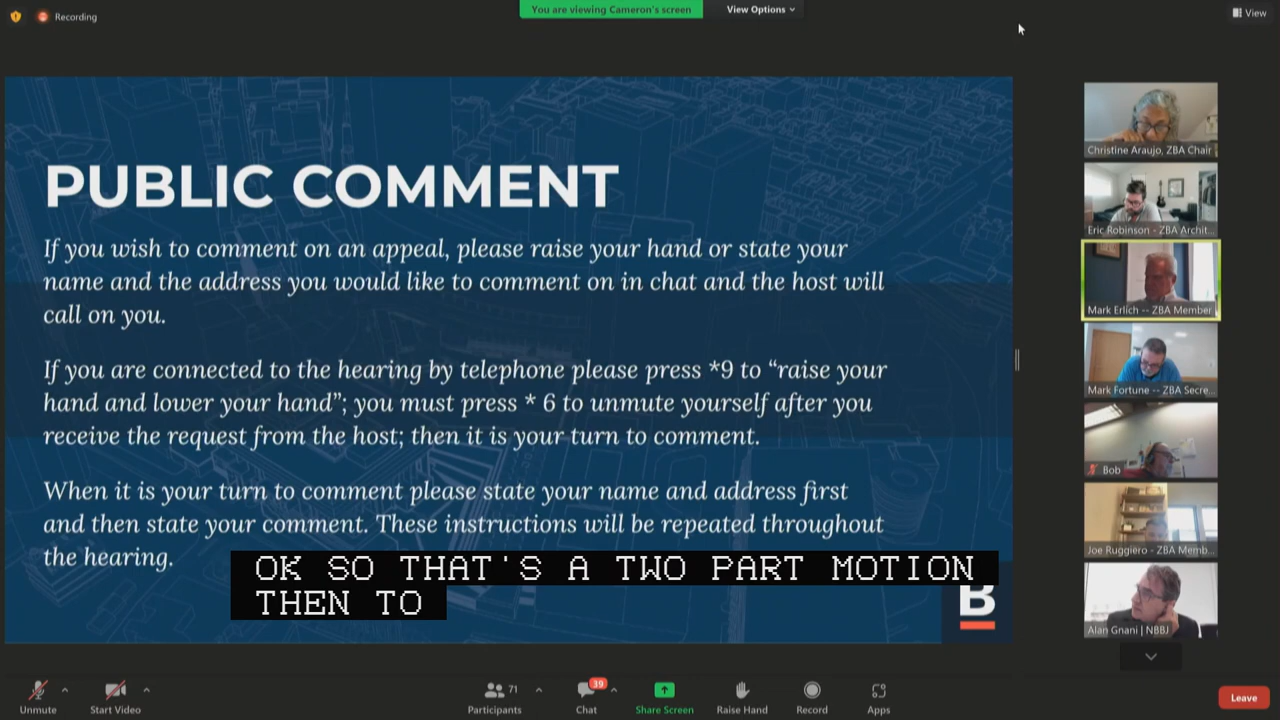 Recording
You are viewing Cameron's screen
View Options
View
PUBLIC COMMENT
If you wish to comment on an appeal, please raise your hand or state your
name and the address you would like to comment on in chat and the host will
call on you.
If you are connected to the hearing by telephone please press *9 to “raise your
hand and lower your hand”; you must press * 6 to unmute yourself after you
receive the request from the host; then it is your turn to comment.
When it is your turn to comment please state your name and address first
and then state your comment. These instructions will be repeated throughout
the hearing.
OK SO THAT'S A TWO PART MOTION
THEN TO
B
Christine Araujo, ZBA Chair
Eric Robinson - ZBA Archit...
Mark Erlich -- ZBA Member
Mark Fortune -- ZBA Secre...
Bob
Joe Ruggiero - ZBA Memb...
Alan Gnani | NBBJ
Unmute
Start Video
Participants
71
Chat
39
Share Screen
Raise Hand
Record
Apps
Leave